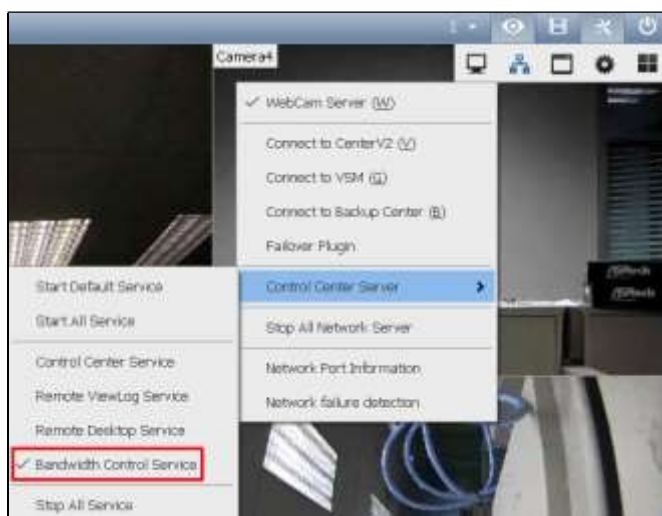 Camera4
WebCam Server (W)
Connect to CenterV2 (V)
Connect to VSM (G)
Connect to Backup Center (B)
Failover Plugin
Control Center Server
Stop All Network Server
Network Port Information
Network failure detection
Start Default Service
Start All Service
Control Center Service
Remote ViewLog Service
Remote Desktop Service
Bandwidth Control Service
Stop All Service